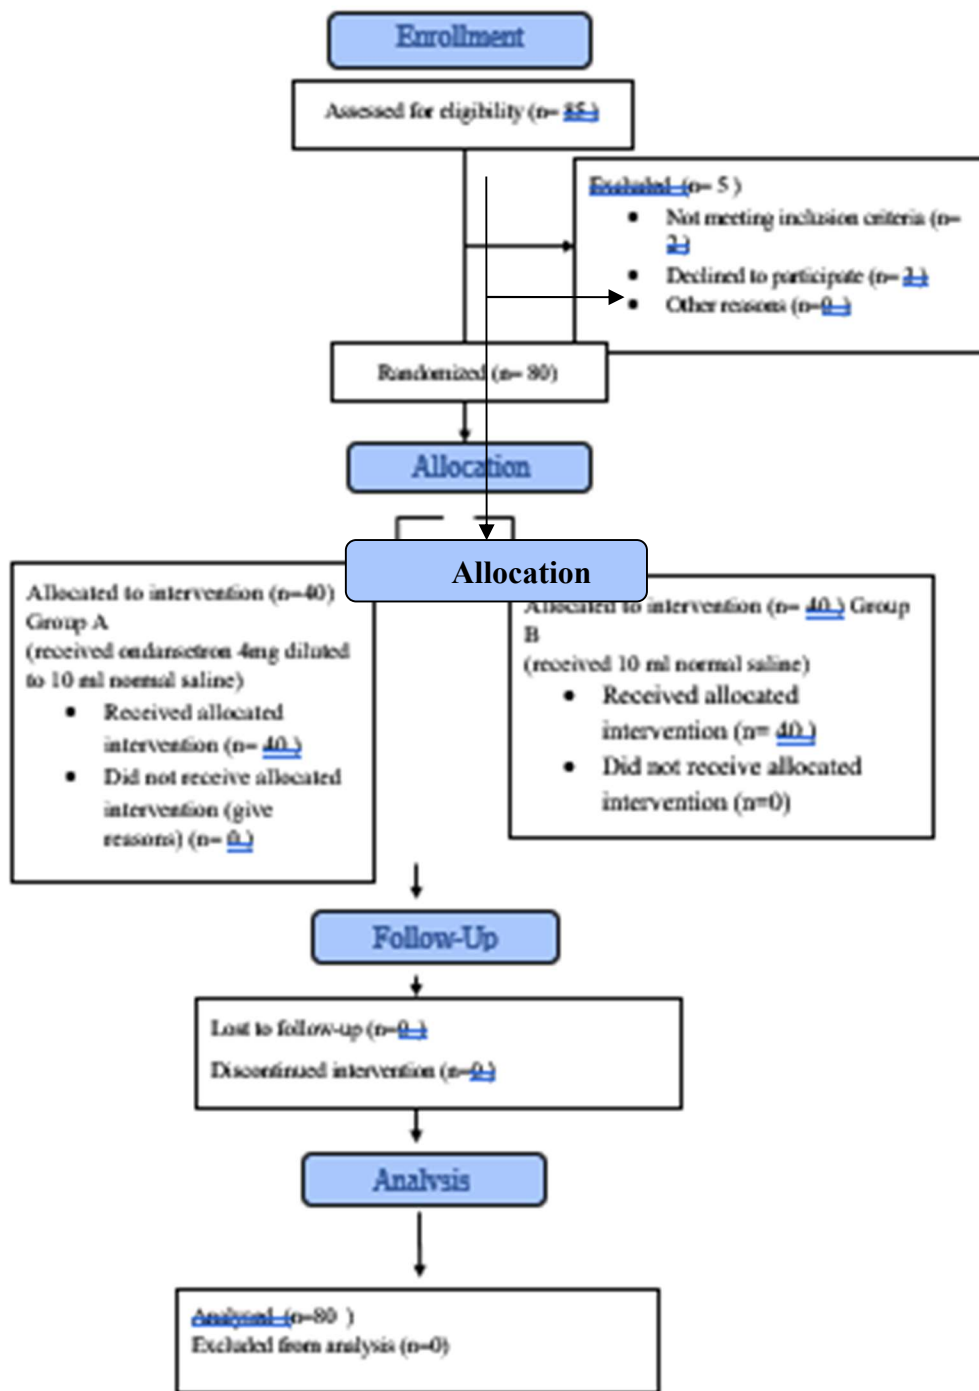 Enrollment
Assessed for eligibility (n= 85 )
Excluded (n= 5 )
• Not meeting inclusion criteria (n=
2 )
• Declined to participate (n= )
• Other reasons (n=0 )
Randomized (n= 80)
Allocation
Allocation
Allocated to intervention (n=40)
Group A
(received ondansetron 4mg diluted
to 10 ml normal saline)
• Received allocated
intervention (n= 40 )
• Did not receive allocated
intervention (give
reasons) (n= 0 )
Allocated to intervention (n= 40 ) Group
B
(received 10 ml normal saline)
• Received allocated
intervention (n= 40 )
• Did not receive allocated
intervention (n=0)
Follow-Up
Lost to follow-up (n=0 )
Discontinued intervention (n=0 )
Analysis
Analysed (n=80 )
Excluded from analysis (n=0)